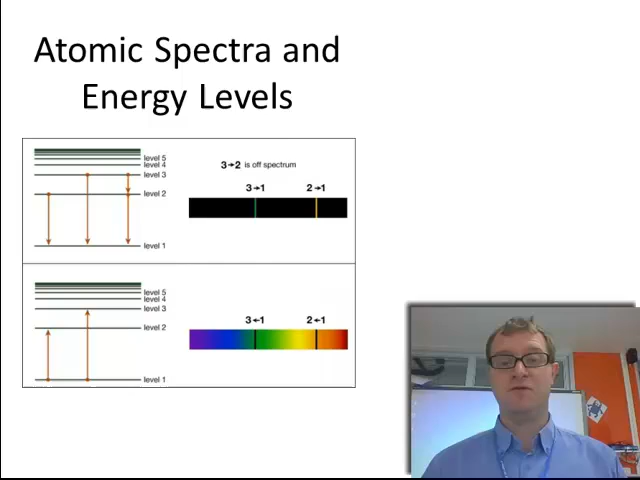 Atomic Spectra and
Energy Levels
level 5
level 4
level 3
level 2
level 1
3→2 is off spectrum
3→1 2→1
level 5
level 4
level 3
level 2
level 1
3←1 2←1